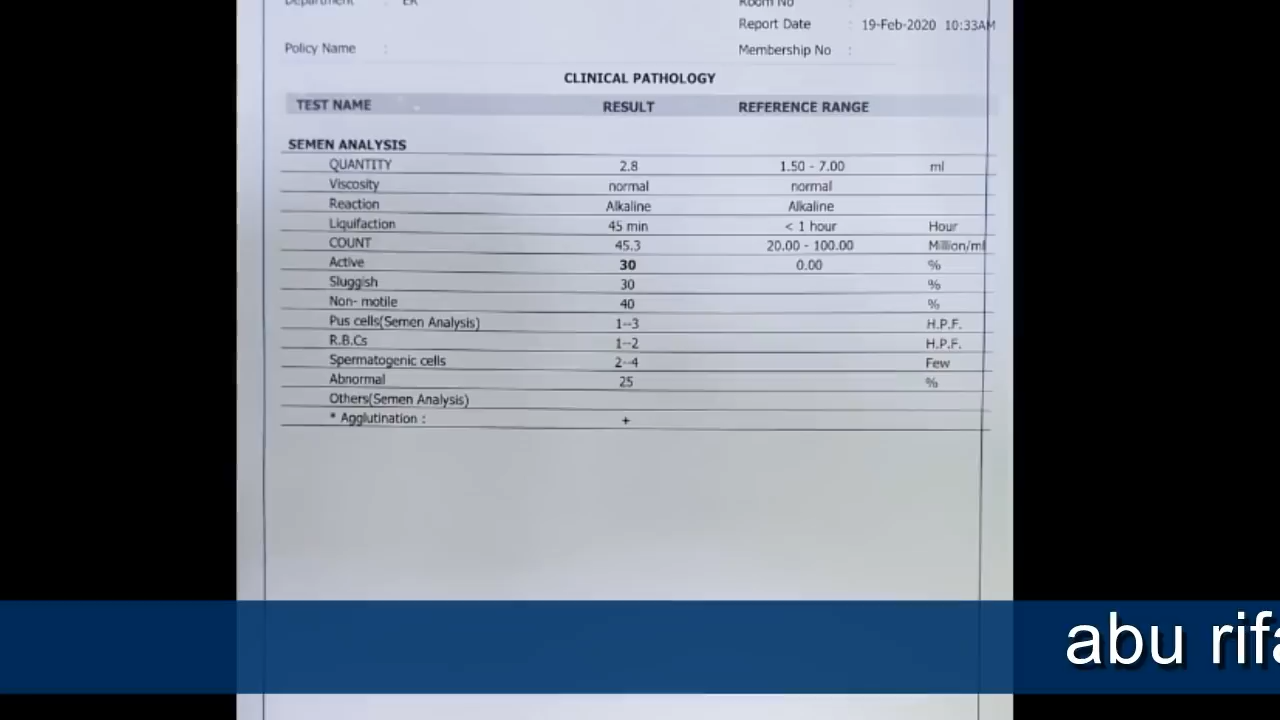 Department : ER
Room No :
Report Date : 19-Feb-2020 10:33AM
Policy Name :
Membership No :
CLINICAL PATHOLOGY
TEST NAME RESULT REFERENCE RANGE
SEMEN ANALYSIS
QUANTITY 2.8 1.50 - 7.00 ml
Viscosity normal normal
Reaction Alkaline Alkaline
Liquifaction 45 min < 1 hour Hour
COUNT 45.3 20.00 - 100.00 Million/ml
Active 30 0.00 %
Sluggish 30 %
Non- motile 40 %
Pus cells(Semen Analysis) 1--3 H.P.F.
R.B.Cs 1--2 H.P.F.
Spermatogenic cells 2--4 Few
Abnormal 25 %
Others(Semen Analysis)
* Agglutination : +
abu rifa